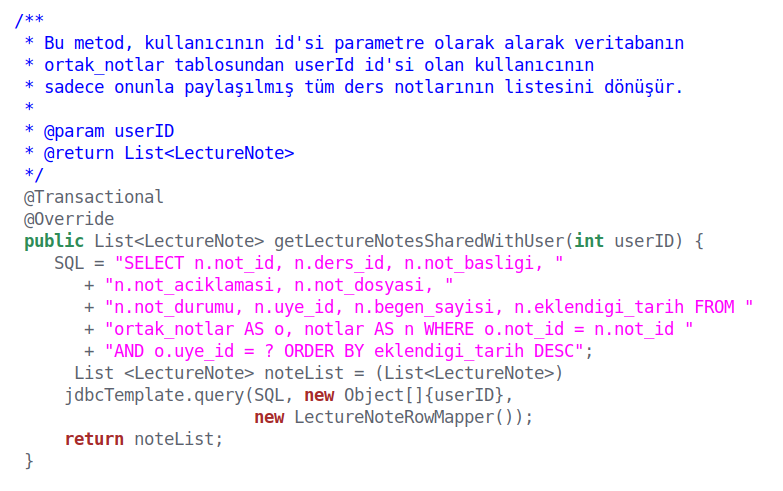 /**
 * Bu metod, kullanıcının id'si parametre olarak alarak veritabanın
 * ortak_notlar tablosundan userId id'si olan kullanıcının
 * sadece onunla paylaşılmış tüm ders notlarının listesini dönüşür.
 *
 * @param userID
 * @return List<LectureNote>
 */
 @Transactional
 @Override
 public List<LectureNote> getLectureNotesSharedWithUser(int userID) {
    SQL = "SELECT n.not_id, n.ders_id, n.not_basligi, "
       + "n.not_aciklamasi, n.not_dosyasi, "
       + "n.not_durumu, n.uye_id, n.begen_sayisi, n.eklendigi_tarih FROM "
       + "ortak_notlar AS o, notlar AS n WHERE o.not_id = n.not_id "
       + "AND o.uye_id = ? ORDER BY eklendigi_tarih DESC";
      List <LectureNote> noteList = (List<LectureNote>)
     jdbcTemplate.query(SQL, new Object[]{userID},
                        new LectureNoteRowMapper());
     return noteList;
 }